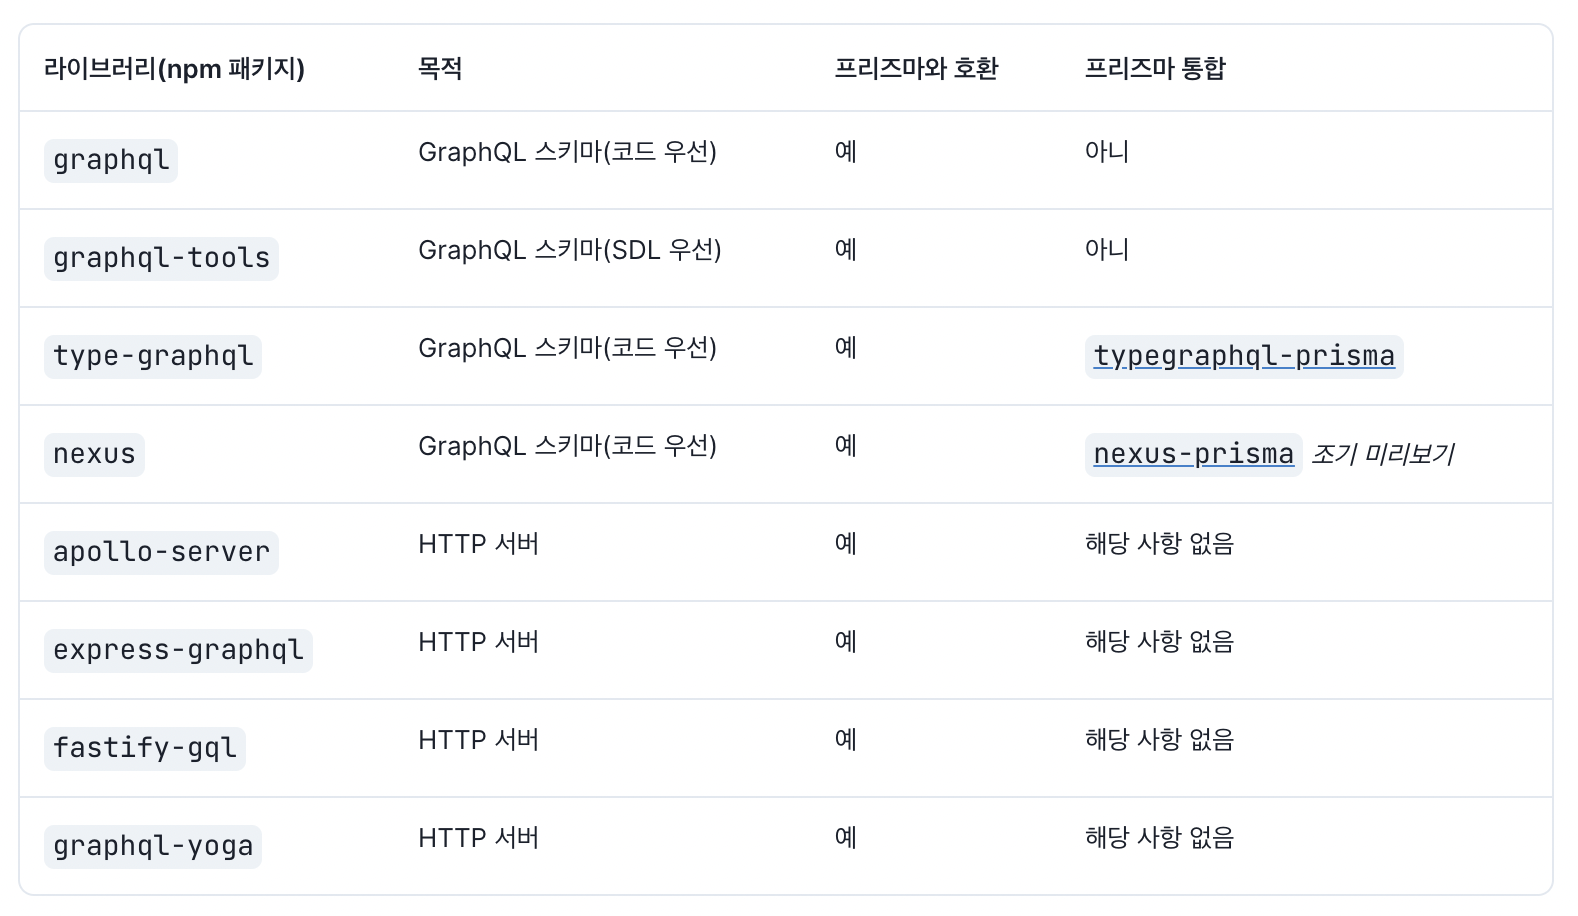 라이브러리(npm 패키지) 목적 프리즈마와 호환 프리즈마 통합
graphql GraphQL 스키마(코드 우선) 예 아니
graphql-tools GraphQL 스키마(SDL 우선) 예 아니
type-graphql GraphQL 스키마(코드 우선) 예 typegraphql-prisma
nexus GraphQL 스키마(코드 우선) 예 nexus-prisma 조기 미리보기
apollo-server HTTP 서버 예 해당 사항 없음
express-graphql HTTP 서버 예 해당 사항 없음
fastify-gql HTTP 서버 예 해당 사항 없음
graphql-yoga HTTP 서버 예 해당 사항 없음